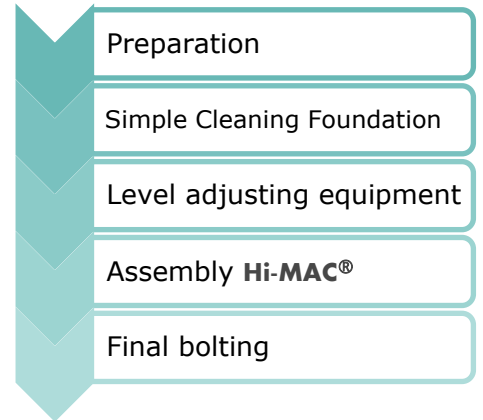 Preparation
Simple Cleaning Foundation
Level adjusting equipment
Assembly Hi-MAC®
Final bolting